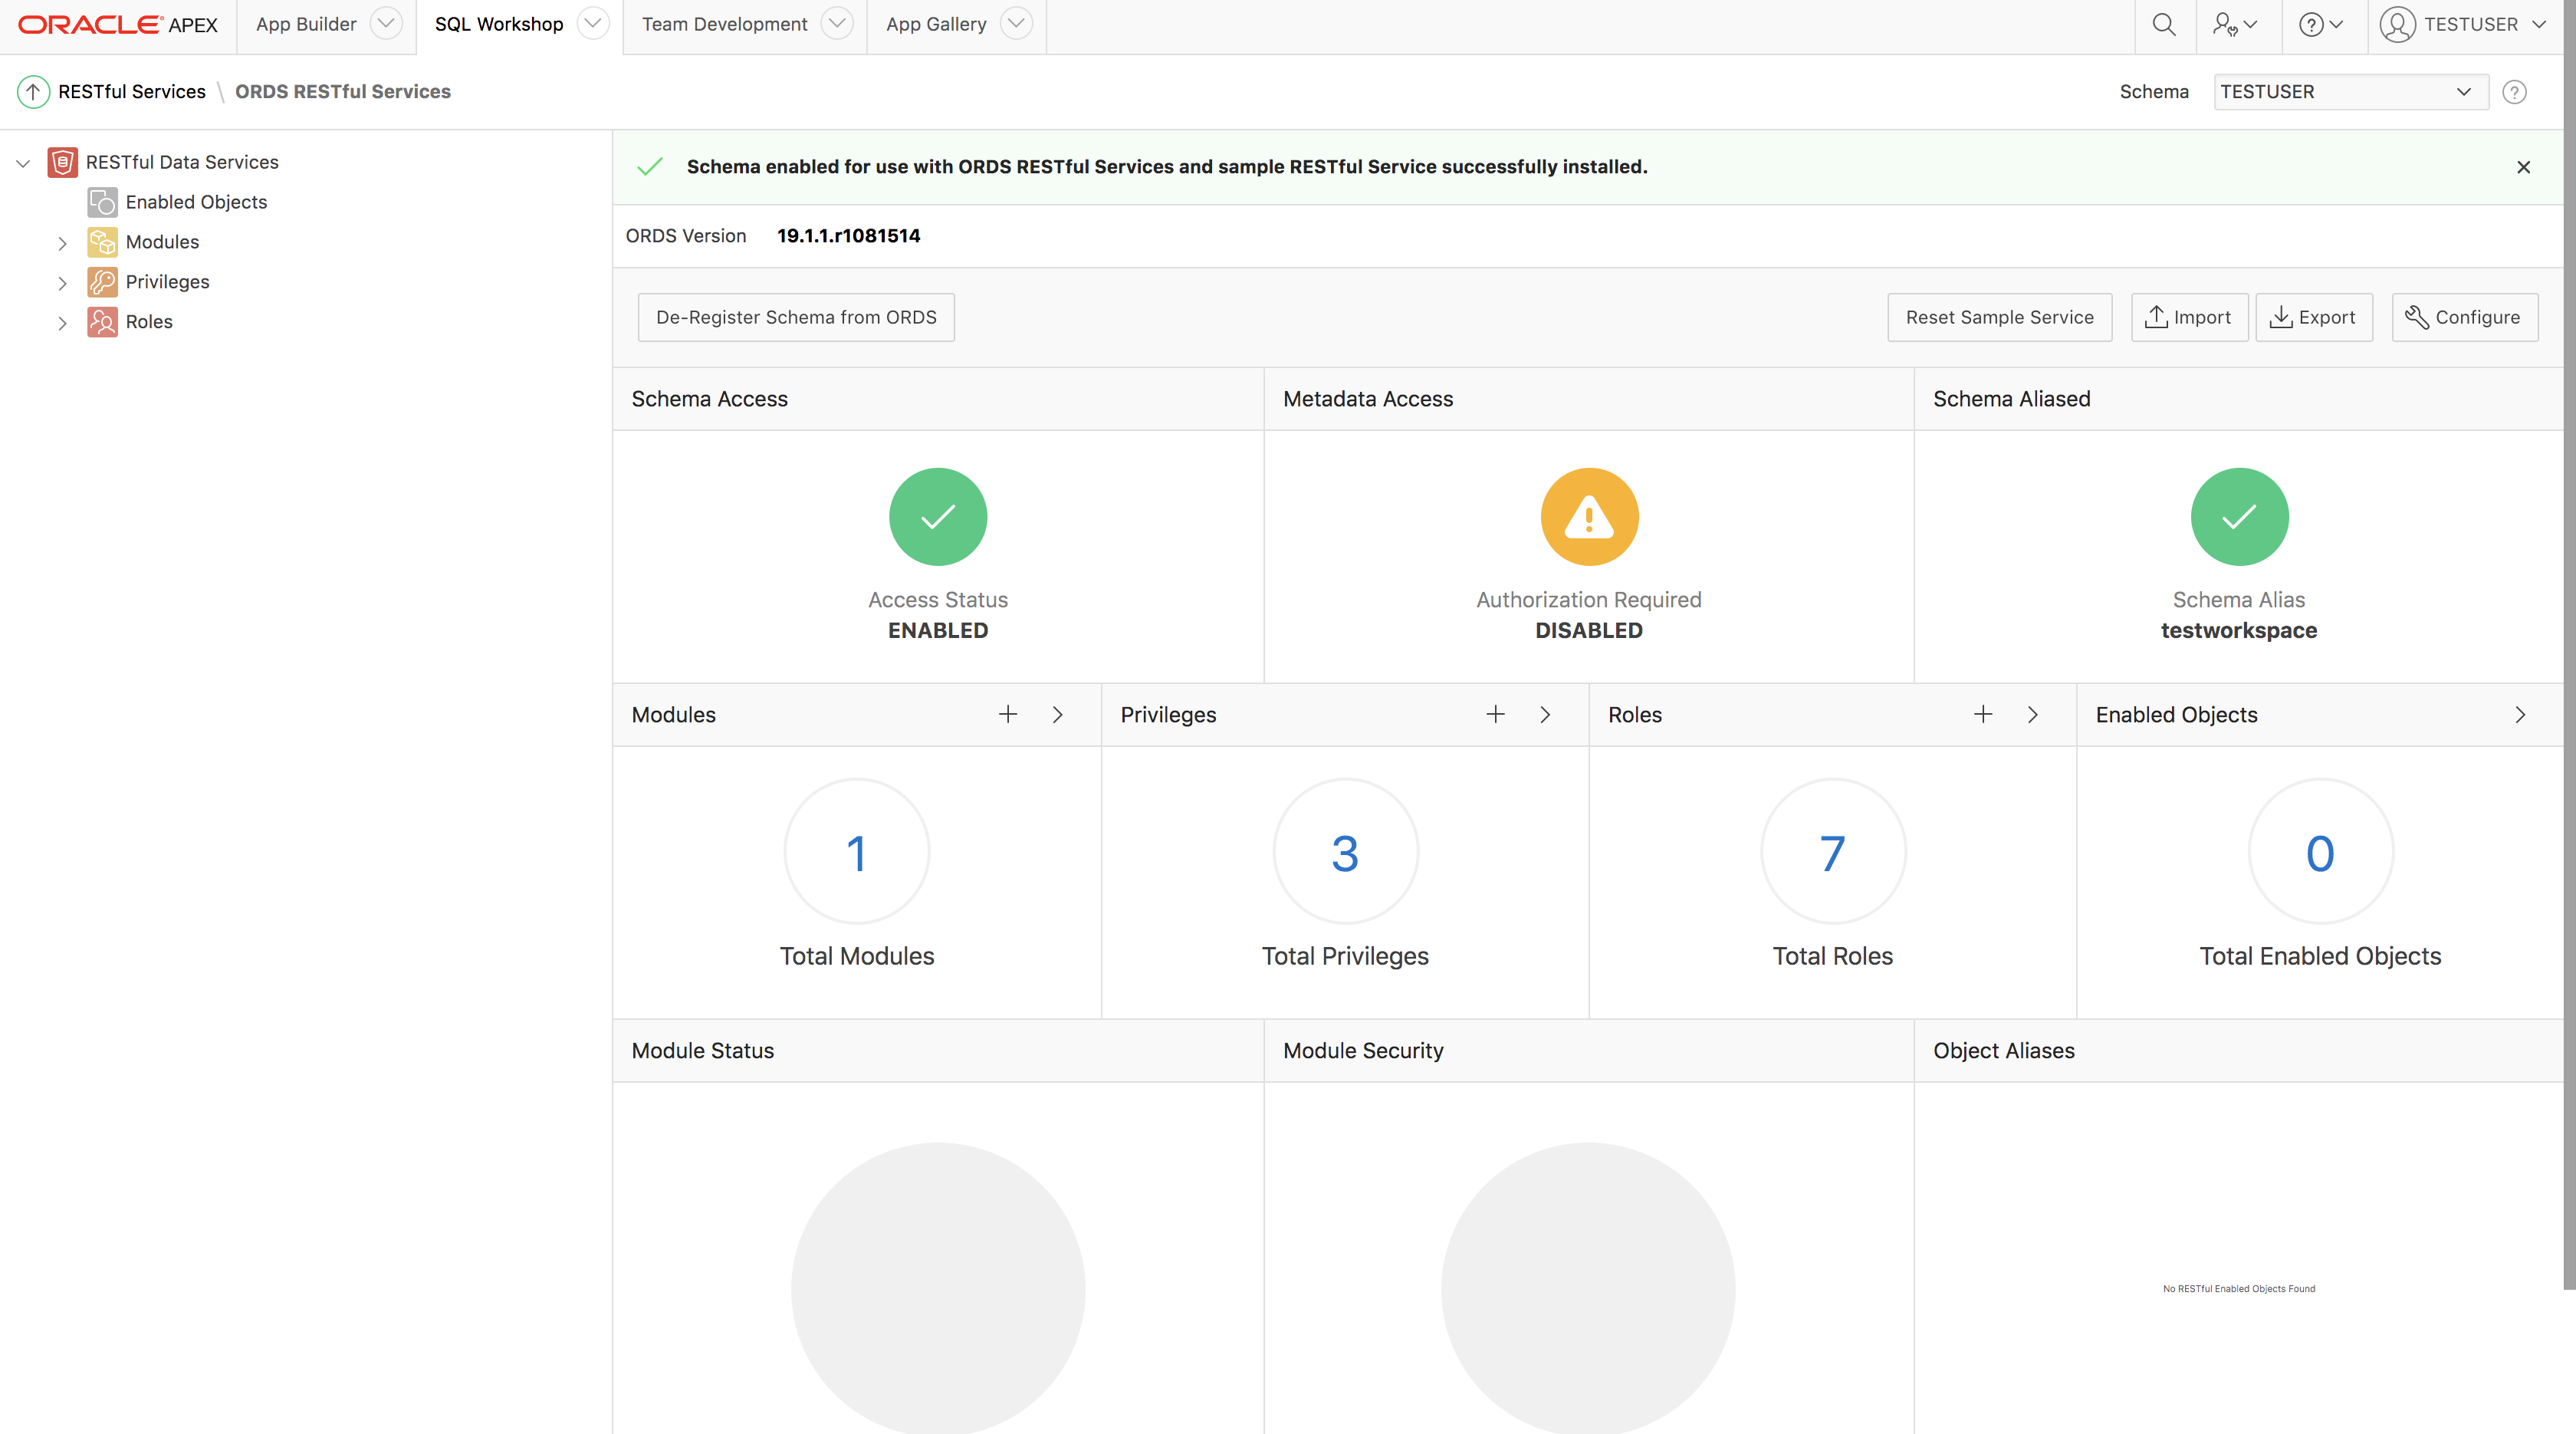 ORACLE APEX App Builder SQL Workshop Team Development App Gallery TESTUSER
RESTful Services \ ORDS RESTful Services Schema TESTUSER
RESTful Data Services
Enabled Objects
Modules
Privileges
Roles
Schema enabled for use with ORDS RESTful Services and sample RESTful Service successfully installed.
ORDS Version 19.1.1.r1081514
De-Register Schema from ORDS Reset Sample Service Import Export Configure
Schema Access Metadata Access Schema Aliased
Access Status Authorization Required Schema Alias
ENABLED DISABLED testworkspace
Modules Privileges Roles Enabled Objects
1 3 7 0
Total Modules Total Privileges Total Roles Total Enabled Objects
Module Status Module Security Object Aliases
No RESTful Enabled Objects Found